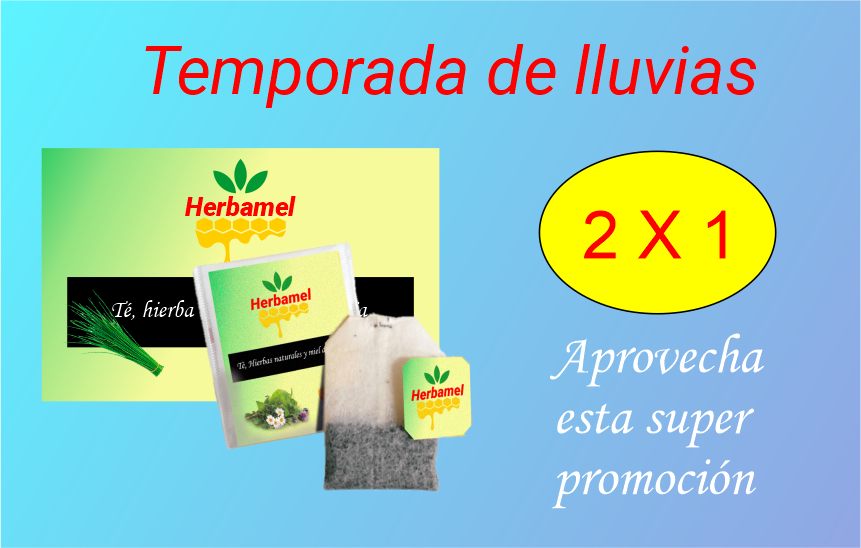 Temporada de lluvias
Herbamel
Té, hierba
Herbamel
Té, Hierbas naturales y miel d
Herbamel
2 X 1
Aprovecha
esta super
promoción